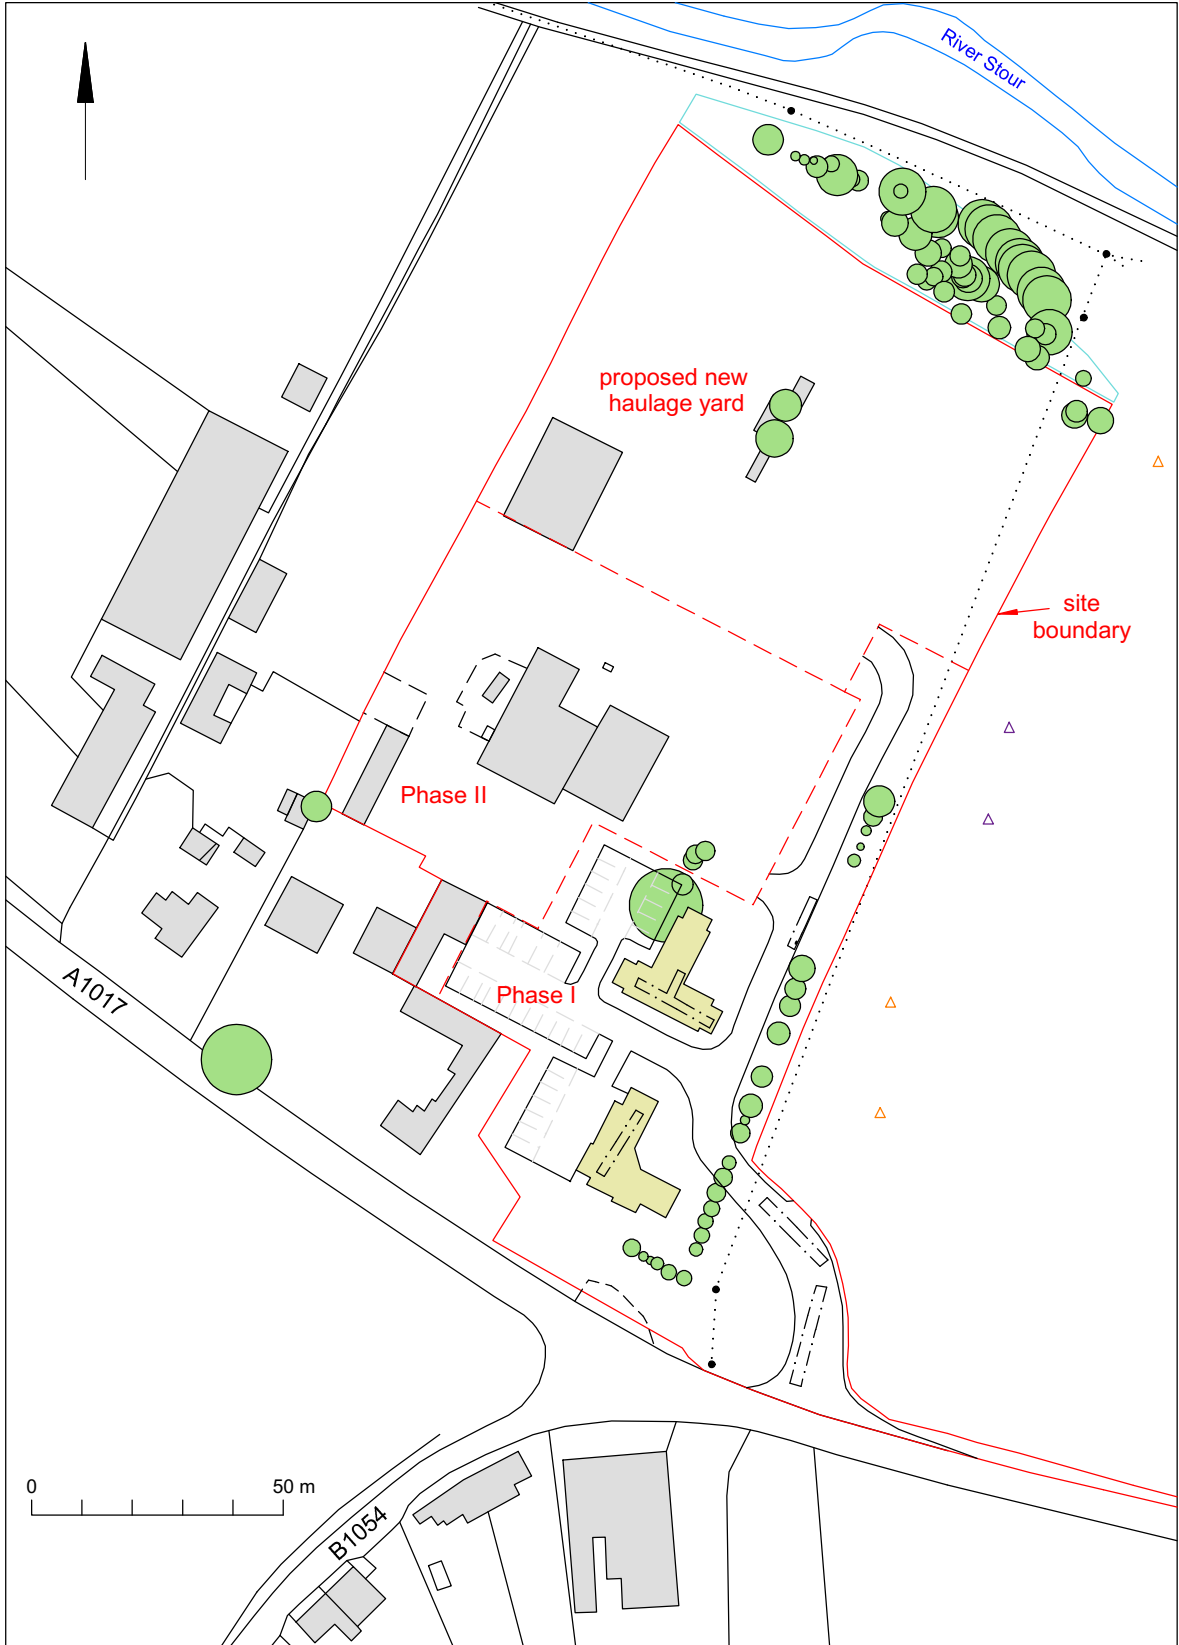 River Stour
proposed new
haulage yard
site
boundary
Phase II
Phase I
A1017
0
50 m
B1054